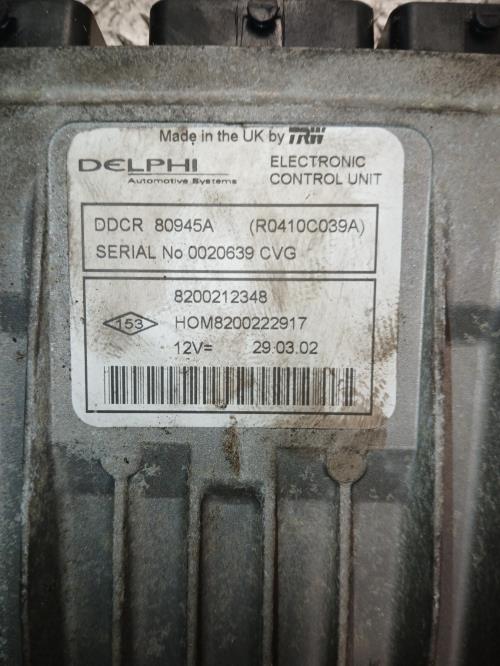 Made in the UK by TRW
DELPHI
Automotive Systems
ELECTRONIC
CONTROL UNIT
DDCR 80945A (R0410C039A)
SERIAL No 0020639 CVG
8200212348
153
HOM8200222917
12V= 29.03.02